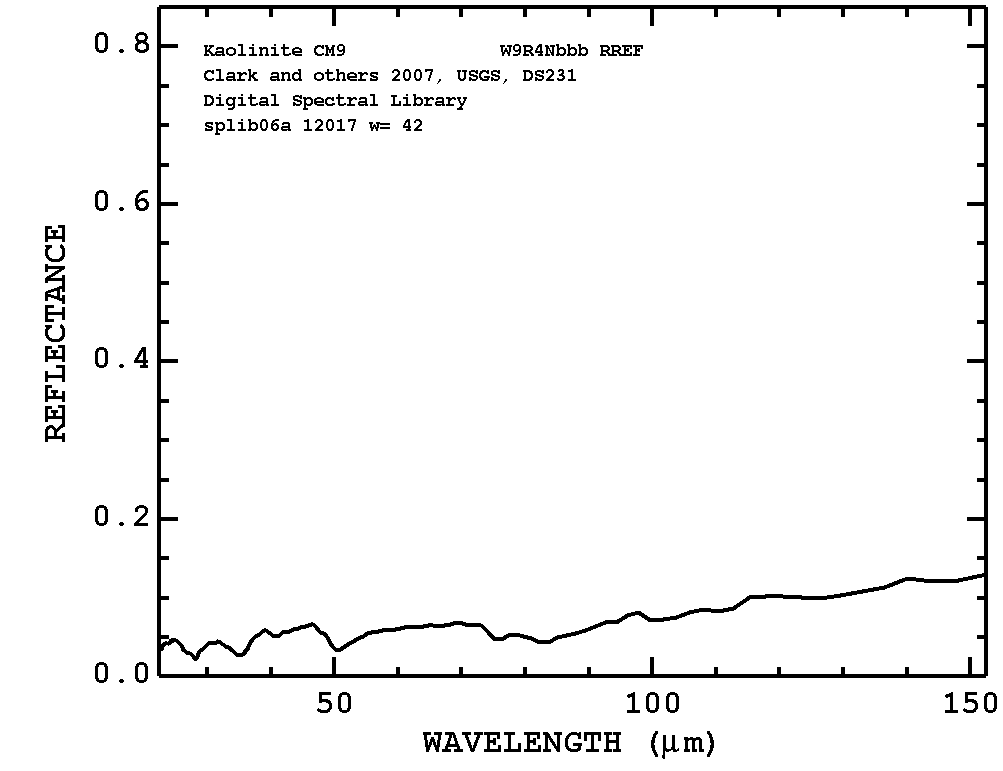 Kaolinite CM9 W9R4Nbbb RREF
Clark and others 2007, USGS, DS231
Digital Spectral Library
splib06a 12017 w= 42
0.8
0.6
0.4
0.2
0.0
REFLECTANCE
50 100 150
WAVELENGTH (μm)